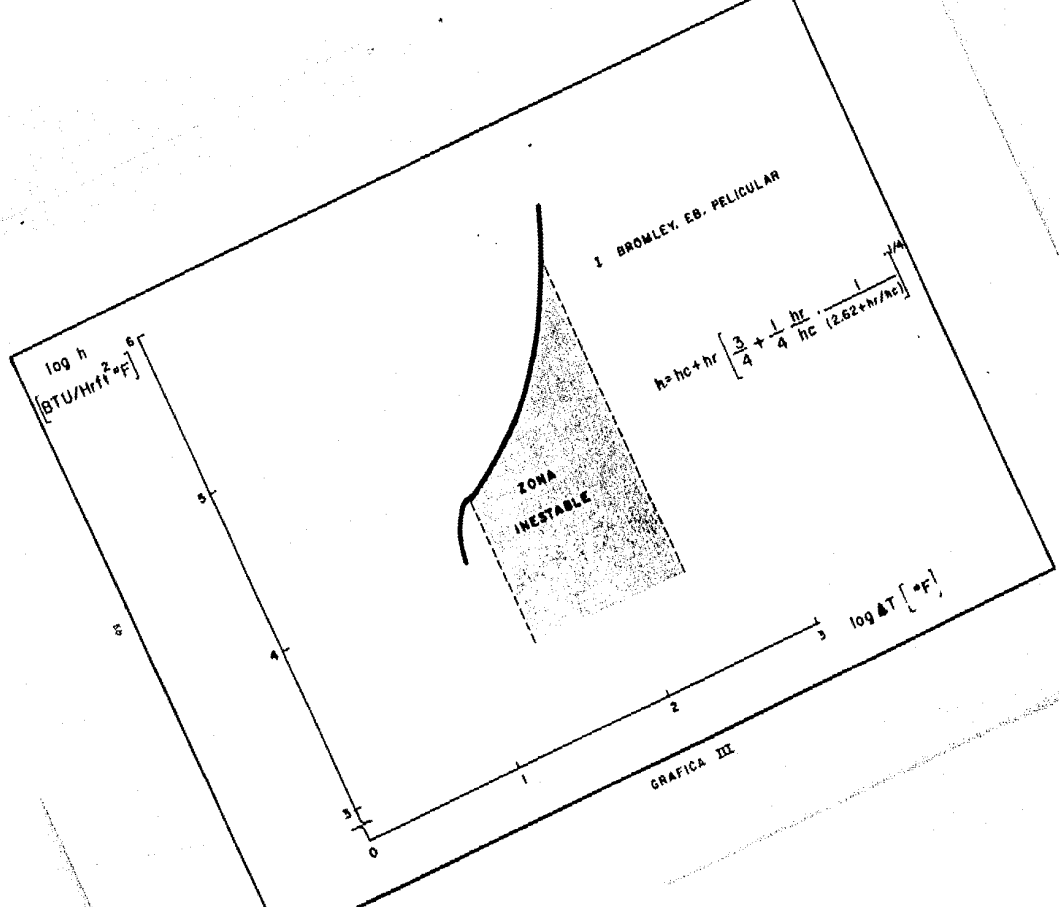 log h
[BTU/Hrft²°F]
6
5
4
3
0
1
2
3
log ΔT [°F]
ZONA
INESTABLE
I BROMLEY, EB. PELICULAR
h=hc+hr [3/4 + 1/4 hr/hc · 1/(2.62+hr/hc)]^-1/4
GRAFICA III